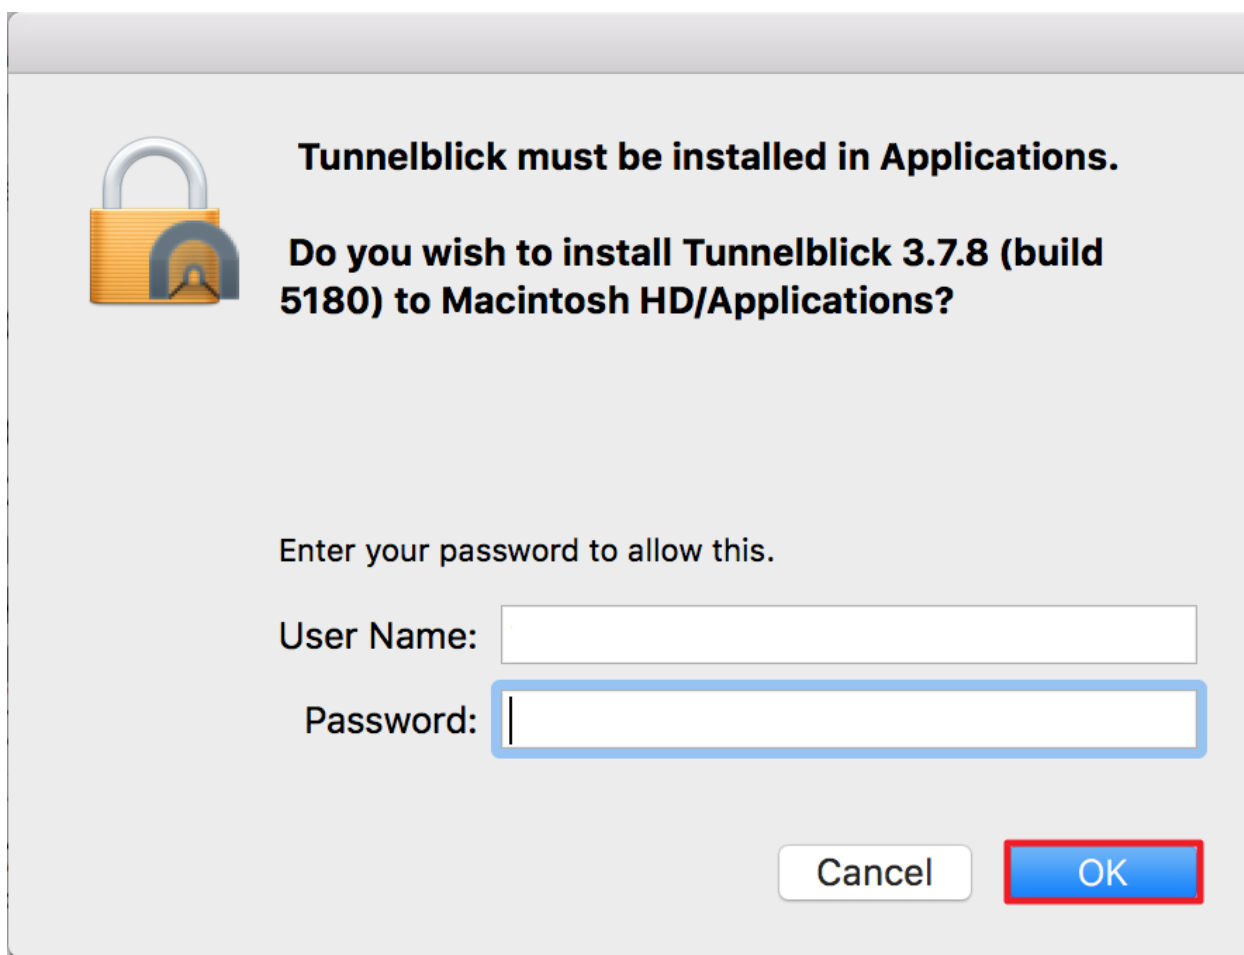 Tunnelblick must be installed in Applications.
Do you wish to install Tunnelblick 3.7.8 (build
5180) to Macintosh HD/Applications?
Enter your password to allow this.
User Name:
Password:
Cancel
OK